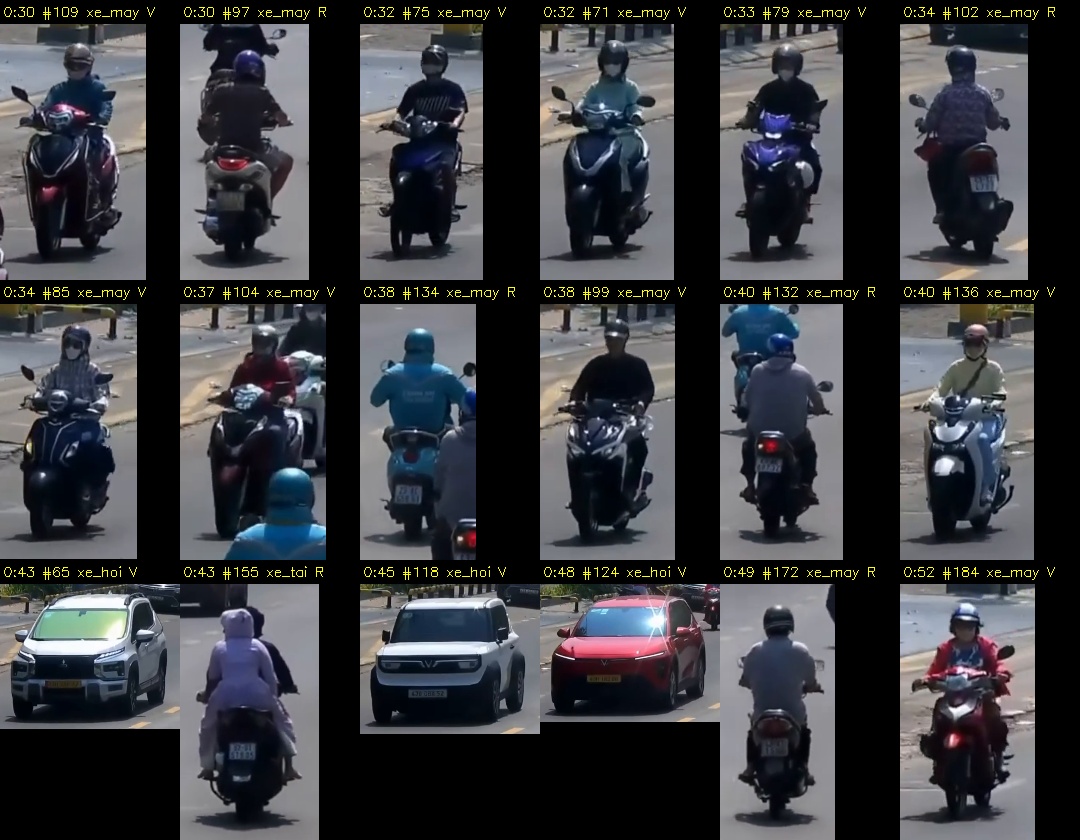 0:30 #109 xe_may V
0:30 #97 xe_may R
0:32 #75 xe_may V
0:32 #71 xe_may V
0:33 #79 xe_may V
0:34 #102 xe_may R
0:34 #85 xe_may V
0:37 #104 xe_may V
0:38 #134 xe_may R
0:38 #99 xe_may V
0:40 #132 xe_may R
0:40 #136 xe_may V
0:43 #65 xe_hoi V
0:43 #155 xe_tai R
0:45 #118 xe_hoi V
0:48 #124 xe_hoi V
0:49 #172 xe_may R
0:52 #184 xe_may V